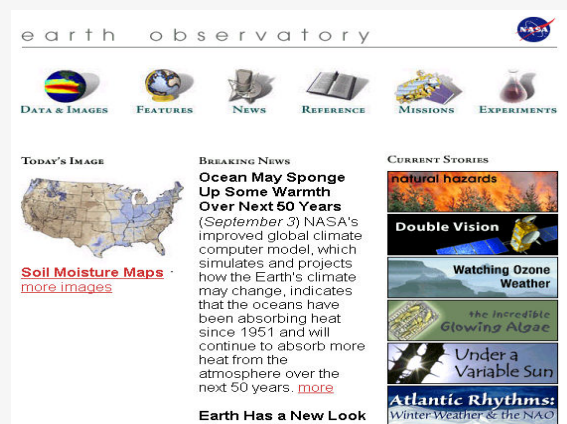 earth observatory
NASA
DATA & IMAGES
FEATURES
NEWS
REFERENCE
MISSIONS
EXPERIMENTS
TODAY'S IMAGE
Soil Moisture Maps
more images
BREAKING NEWS
Ocean May Sponge
Up Some Warmth
Over Next 50 Years
(September 3) NASA's
improved global climate
computer model, which
simulates and projects
how the Earth's climate
may change, indicates
that the oceans have
been absorbing heat
since 1951 and will
continue to absorb more
heat from the
atmosphere over the
next 50 years. more
Earth Has a New Look
CURRENT STORIES
natural hazards
Double Vision
Watching Ozone
Weather
the Incredible
Glowing Algae
Under a
Variable Sun
Atlantic Rhythms:
Winter Weather & the NAO